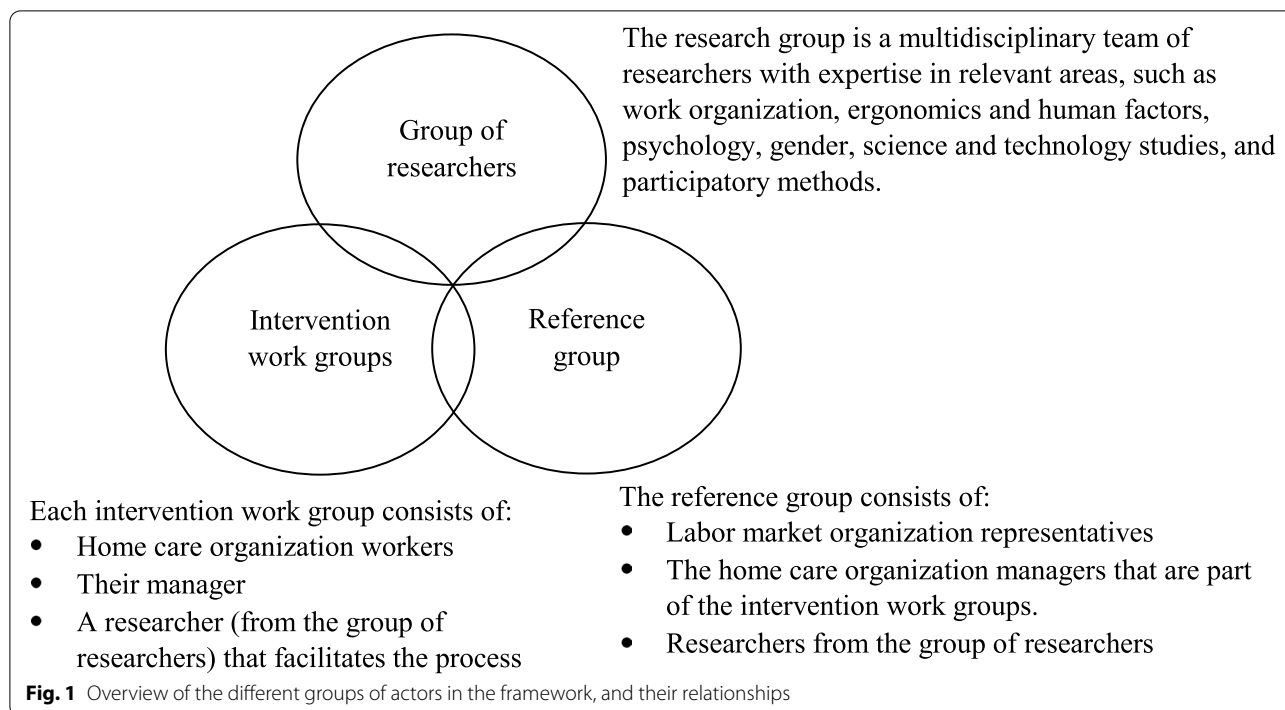 The research group is a multidisciplinary team of
researchers with expertise in relevant areas, such as
work organization, ergonomics and human factors,
psychology, gender, science and technology studies, and
participatory methods.
Group of
researchers
Intervention
work groups
Reference
group
Each intervention work group consists of:
• Home care organization workers
• Their manager
• A researcher (from the group of
researchers) that facilitates the process
The reference group consists of:
• Labor market organization representatives
• The home care organization managers that are part
of the intervention work groups.
• Researchers from the group of researchers
Fig. 1 Overview of the different groups of actors in the framework, and their relationships